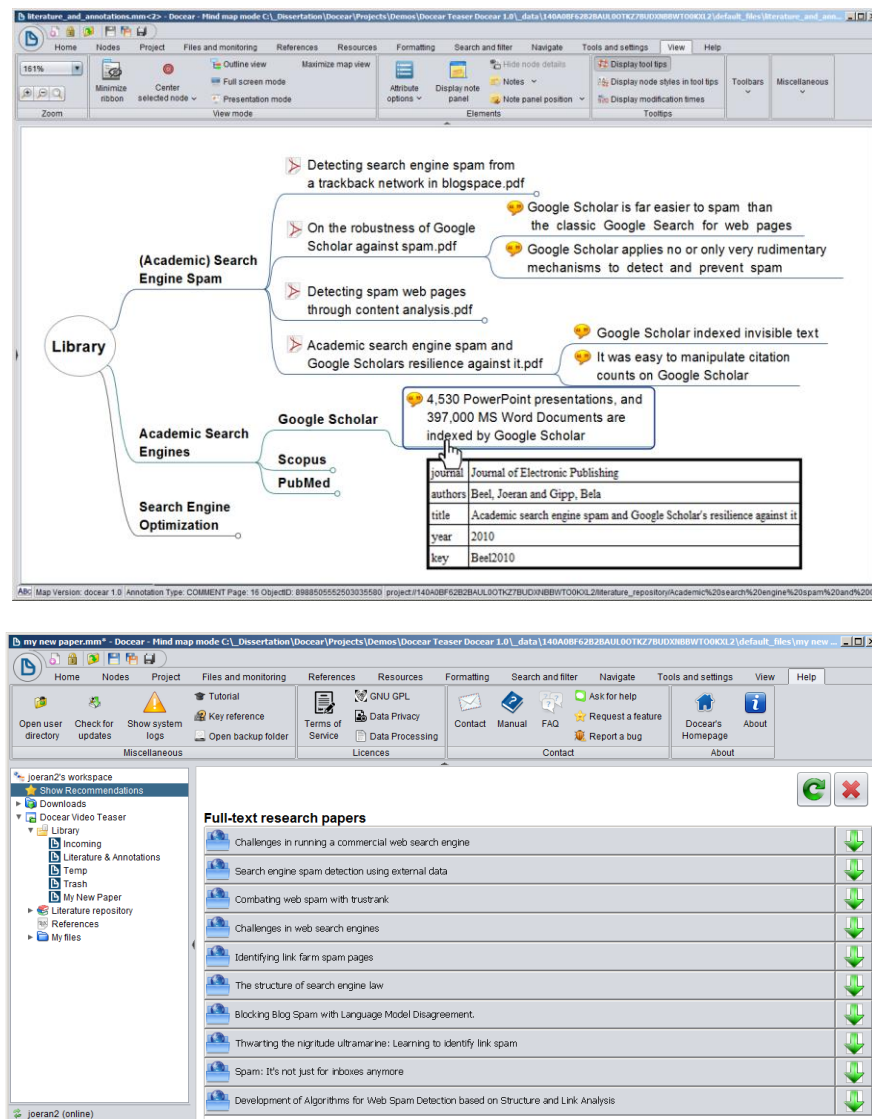 literature_and_annotations.mm<2> - Docear - Mind map mode C:\_Dissertation\Docear\Projects\Demos\Docear Teaser Docear 1.0\_data\
Home Nodes Project Files and monitoring References Resources Formatting Search and filter Navigate Tools and settings View Help
161%
Minimize ribbon
Center selected node
Outline view
Full screen mode
Presentation mode
Maximize map view
Attribute options
Display note panel
Hide node details
Notes
Note panel position
Display tool tips
Display node styles in tool tips
Display modification times
Toolbars
Miscellaneous
Zoom View mode Elements Tooltips
Library
(Academic) Search
Engine Spam
Detecting search engine spam from
a trackback network in blogspace.pdf
On the robustness of Google
Scholar against spam.pdf
Google Scholar is far easier to spam than
the classic Google Search for web pages
Google Scholar applies no or only very rudimentary
mechanisms to detect and prevent spam
Detecting spam web pages
through content analysis.pdf
Academic search engine spam and
Google Scholars resilience against it.pdf
Google Scholar indexed invisible text
It was easy to manipulate citation
counts on Google Scholar
Academic Search
Engines
Google Scholar
4,530 PowerPoint presentations, and
397,000 MS Word Documents are
indexed by Google Scholar
Scopus
PubMed
Search Engine
Optimization
journal Journal of Electronic Publishing
authors Beel, Joeran and Gipp, Bela
title Academic search engine spam and Google Scholar's resilience against it
year 2010
key Beel2010
Map Version: docear 1.0 Annotation Type: COMMENT Page: 16 ObjectID:
my new paper.mm* - Docear - Mind map mode C:\_Dissertation\Docear\Projects\Demos\Docear Teaser Docear 1.0\_data\
Home Nodes Project Files and monitoring References Resources Formatting Search and filter Navigate Tools and settings View Help
Open user directory
Check for updates
Show system logs
Tutorial
Key reference
Open backup folder
Terms of Service
GNU GPL
Data Privacy
Data Processing
Contact
Manual
FAQ
Ask for help
Request a feature
Report a bug
Docear's Homepage
About
Miscellaneous Licences Contact About
joeran2's workspace
Show Recommendations
Downloads
Docear Video Teaser
Library
Incoming
Literature & Annotations
Temp
Trash
My New Paper
Literature repository
References
My files
joeran2 (online)
Full-text research papers
Challenges in running a commercial web search engine
Search engine spam detection using external data
Combating web spam with trustrank
Challenges in web search engines
Identifying link farm spam pages
The structure of search engine law
Blocking Blog Spam with Language Model Disagreement.
Thwarting the nigritude ultramarine: Learning to identify link spam
Spam: It's not just for inboxes anymore
Development of Algorithms for Web Spam Detection based on Structure and Link Analysis